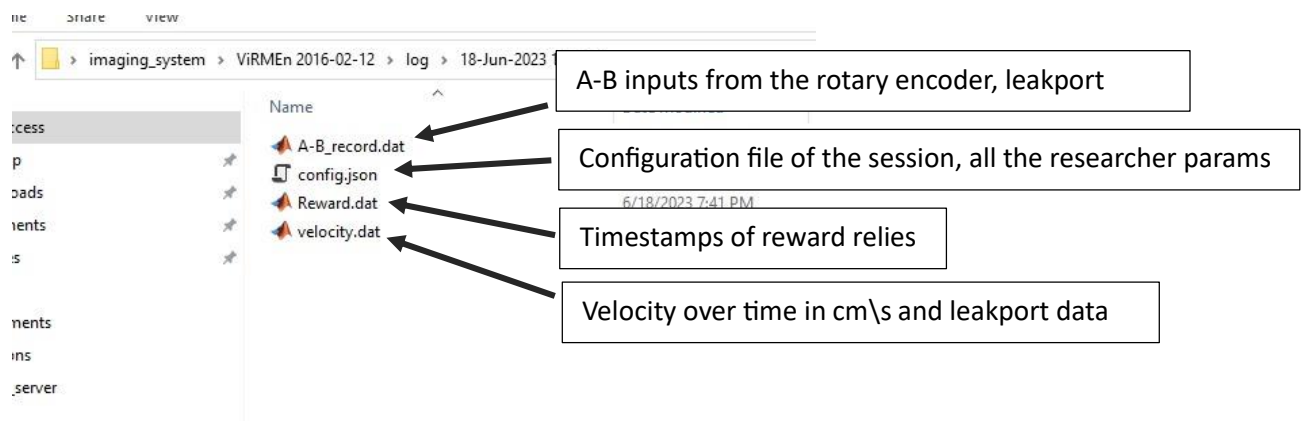 Share View
imaging_system > ViRMEn 2016-02-12 > log > 18-Jun-2023
A-B inputs from the rotary encoder, leakport
Name
A-B_record.dat
config.json
Configuration file of the session, all the researcher params
Reward.dat
6/18/2023 7:41 PM
velocity.dat
Timestamps of reward relies
Velocity over time in cm\s and leakport data
_server